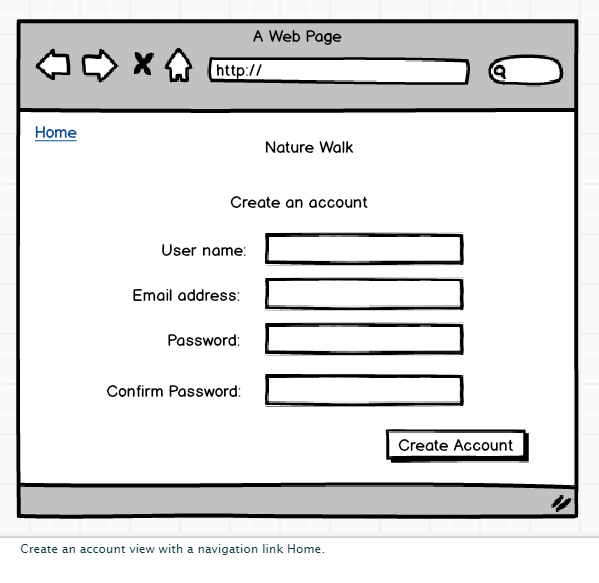 A Web Page
http://
Home
Nature Walk
Create an account
User name:
Email address:
Password:
Confirm Password:
Create Account
Create an account view with a navigation link Home.